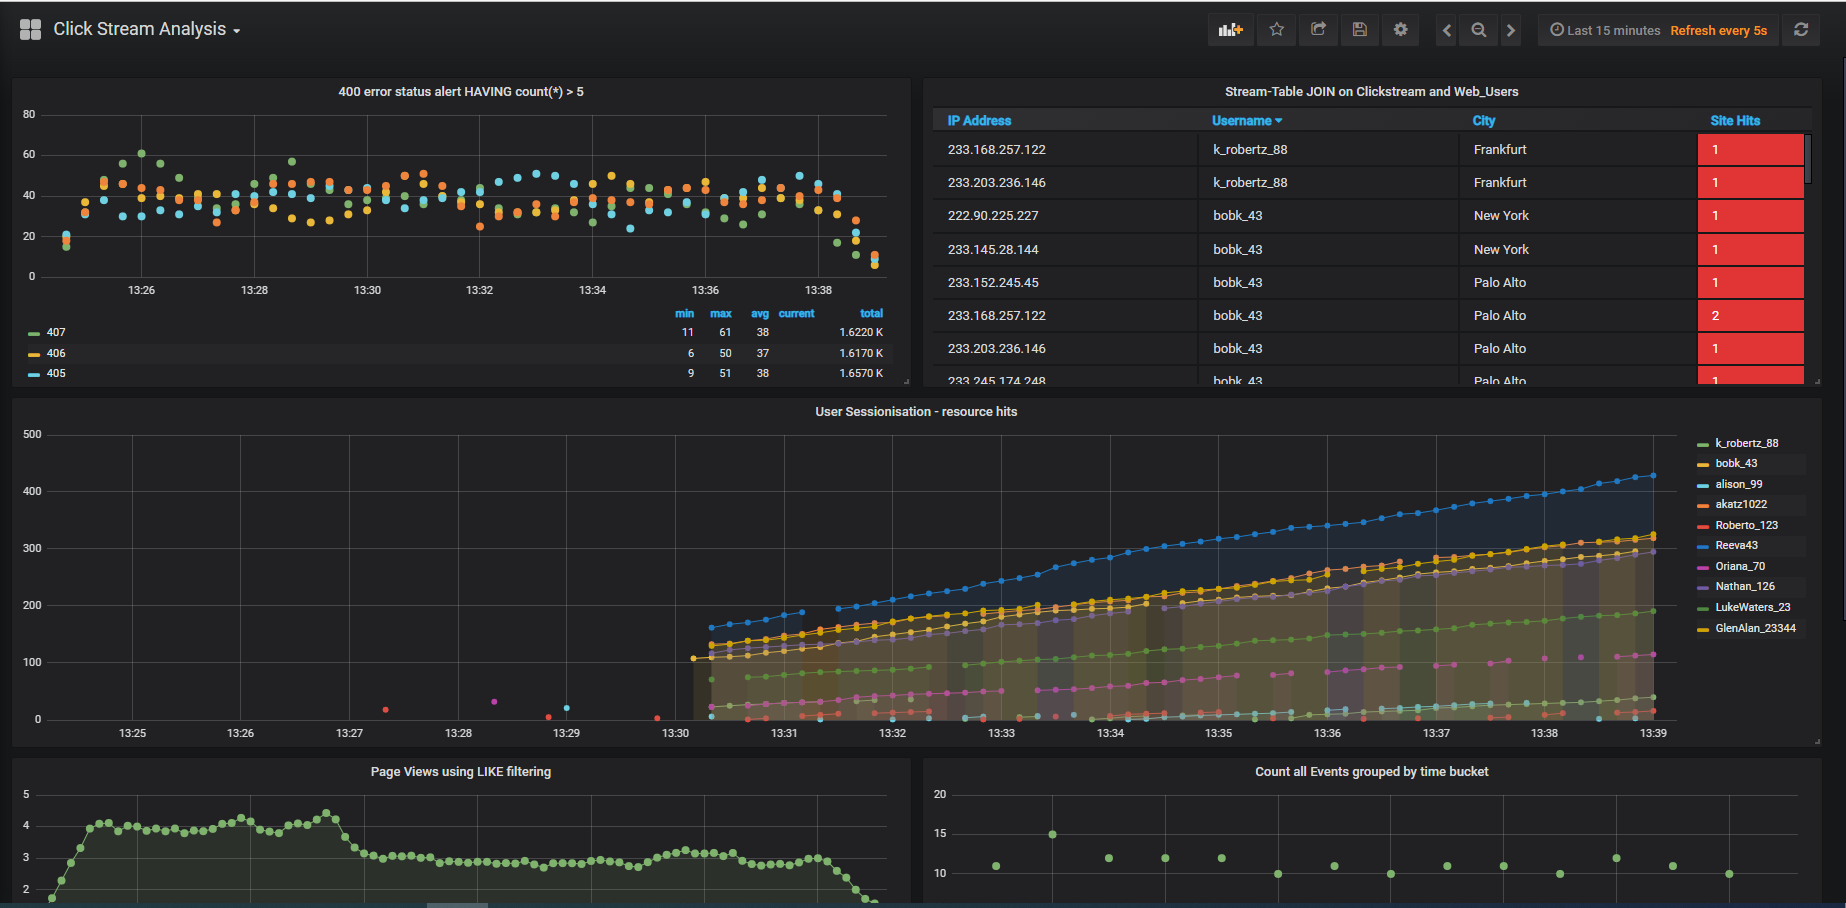 Click Stream Analysis
Last 15 minutes Refresh every 5s
400 error status alert HAVING count(*) > 5
80
60
40
20
0
13:26 13:28 13:30 13:32 13:34 13:36 13:38
min max avg current total
407 11 61 38 1.6220 K
406 6 50 37 1.6170 K
405 9 51 38 1.6570 K
Stream-Table JOIN on Clickstream and Web_Users
IP Address Username City Site Hits
233.168.257.122 k_robertz_88 Frankfurt 1
233.203.236.146 k_robertz_88 Frankfurt 1
222.90.225.227 bobk_43 New York 1
233.145.28.144 bobk_43 New York 1
233.152.245.45 bobk_43 Palo Alto 1
233.168.257.122 bobk_43 Palo Alto 2
233.203.236.146 bobk_43 Palo Alto 1
233.245.174.248 bobk_43 Palo Alto 1
User Sessionisation - resource hits
500
400
300
200
100
0
13:25 13:26 13:27 13:28 13:29 13:30 13:31 13:32 13:33 13:34 13:35 13:36 13:37 13:38 13:39
k_robertz_88
bobk_43
alison_99
akatz1022
Roberto_123
Reeva43
Oriana_70
Nathan_126
LukeWaters_23
GlenAlan_23344
Page Views using LIKE filtering
5
4
3
2
Count all Events grouped by time bucket
20
15
10